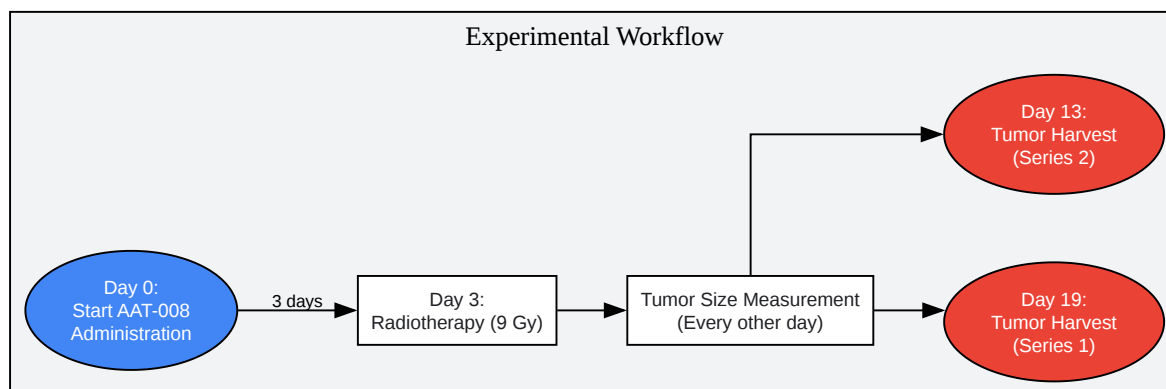 Experimental Workflow
Day 13:
Tumor Harvest
(Series 2)
Day 0:
Start AAT-008
Administration
3 days
Day 3:
Radiotherapy (9 Gy)
Tumor Size Measurement
(Every other day)
Day 19:
Tumor Harvest
(Series 1)